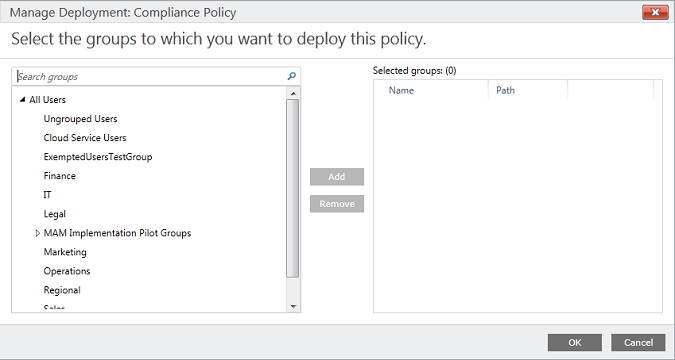 Manage Deployment: Compliance Policy
Select the groups to which you want to deploy this policy.
Search groups
All Users
Ungrouped Users
Cloud Service Users
ExemptedUsersTestGroup
Finance
IT
Legal
MAM Implementation Pilot Groups
Marketing
Operations
Regional
Sales
Add
Remove
Selected groups: (0)
Name Path
OK Cancel